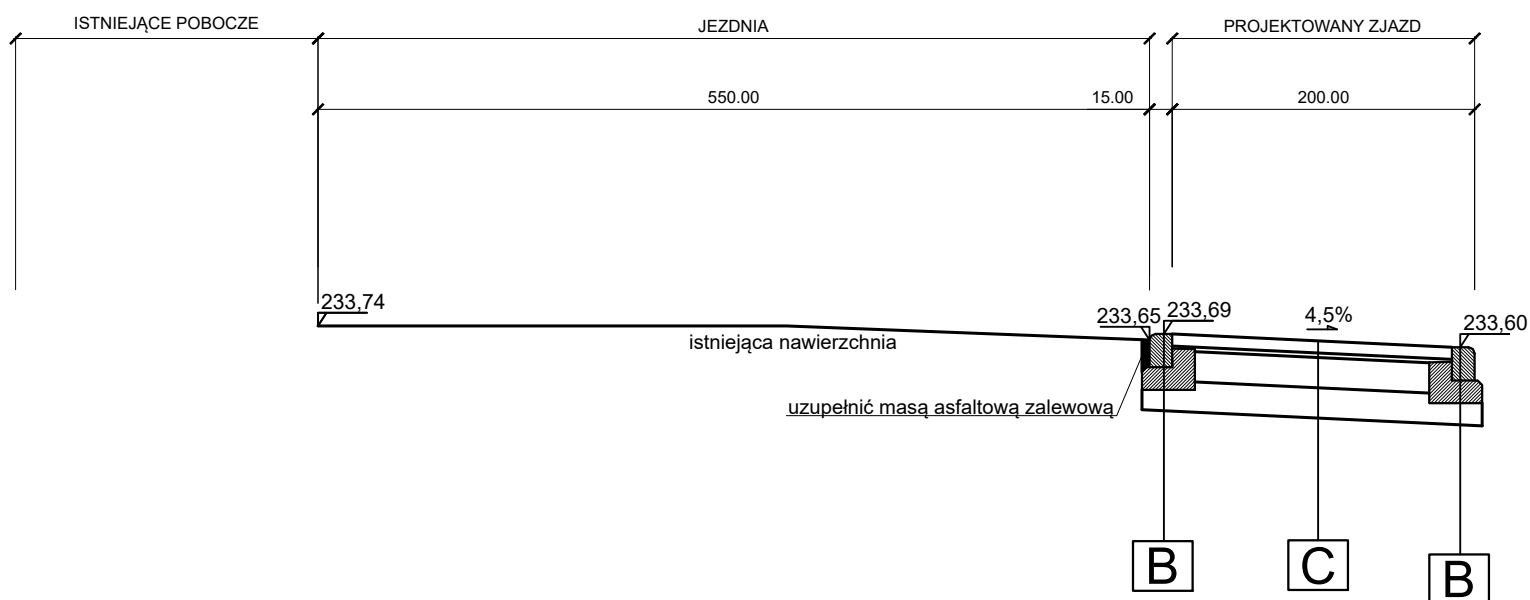 ISTNIEJĄCE POBOCZE
JEZDNIA
PROJEKTOWANY ZJAZD
550.00
15.00
200.00
233,74
233,65
233,69
4,5%
233,60
istniejąca nawierzchnia
uzupełnić masą asfaltową zalewową
B
C
B